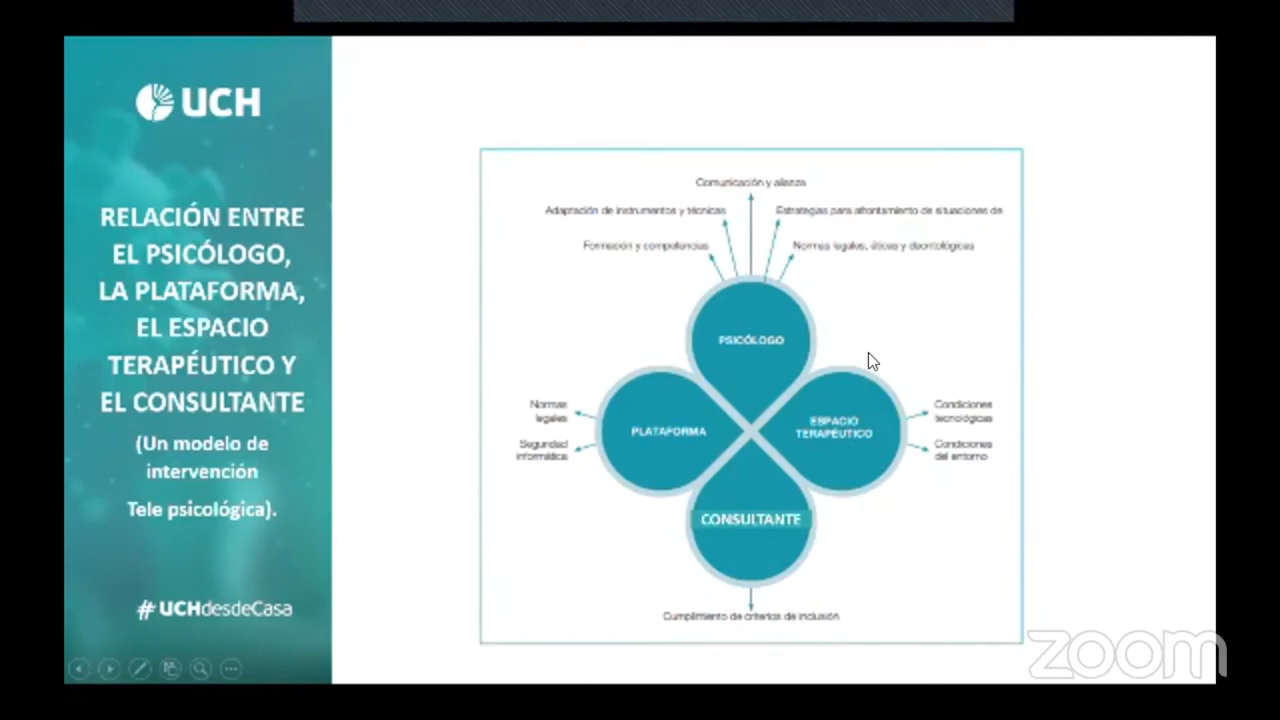 UCH
RELACIÓN ENTRE
EL PSICÓLOGO,
LA PLATAFORMA,
EL ESPACIO
TERAPÉUTICO Y
EL CONSULTANTE
(Un modelo de
intervención
Tele psicológica).
#UCHdesdeCasa
Comunicación y alianza
Adaptación de instrumentos y técnicas
Estrategias para afrontamiento de situaciones de
Formación y competencias
Normas legales, éticas y deontológicas
PSICÓLOGO
Normas
legales
Seguridad
informática
PLATAFORMA
ESPACIO
TERAPÉUTICO
Condiciones
tecnológicas
Condiciones
del entorno
CONSULTANTE
Cumplimiento de criterios de inclusión
zoom